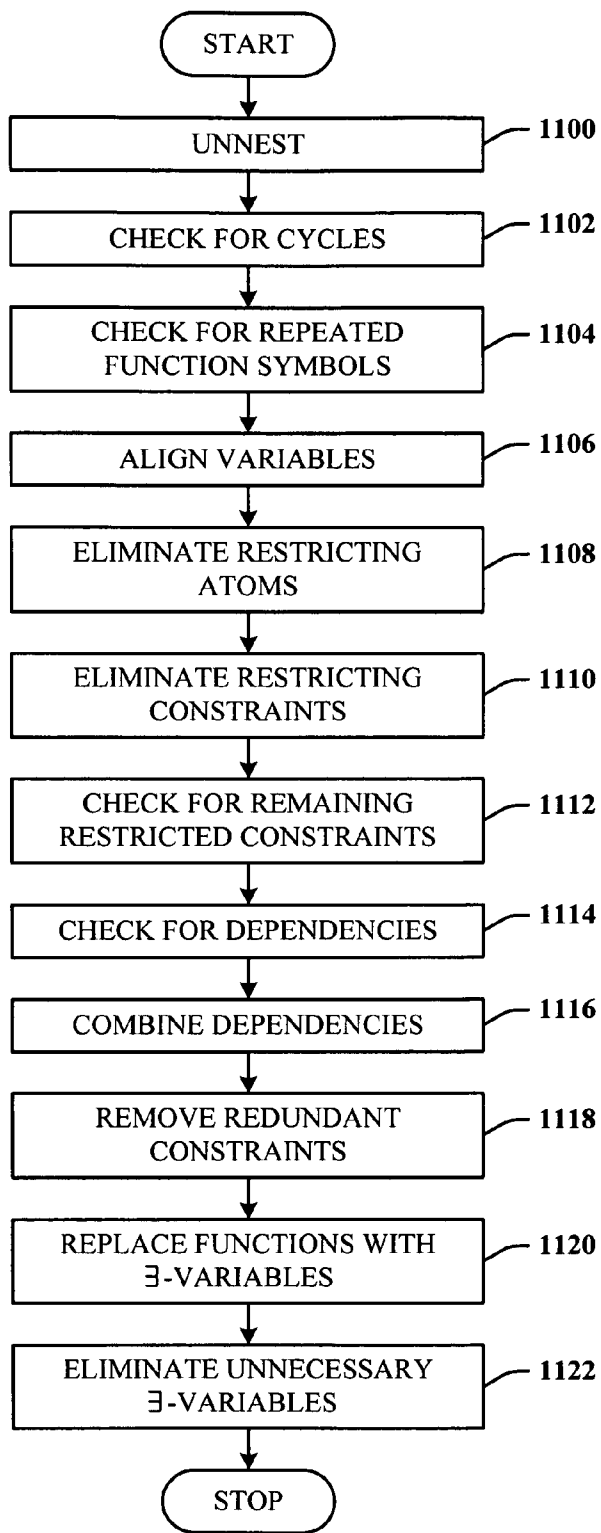 START
UNNEST
1100
CHECK FOR CYCLES
1102
CHECK FOR REPEATED
FUNCTION SYMBOLS
1104
ALIGN VARIABLES
1106
ELIMINATE RESTRICTING
ATOMS
1108
ELIMINATE RESTRICTING
CONSTRAINTS
1110
CHECK FOR REMAINING
RESTRICTED CONSTRAINTS
1112
CHECK FOR DEPENDENCIES
1114
COMBINE DEPENDENCIES
1116
REMOVE REDUNDANT
CONSTRAINTS
1118
REPLACE FUNCTIONS WITH
∃-VARIABLES
1120
ELIMINATE UNNECESSARY
∃-VARIABLES
1122
STOP